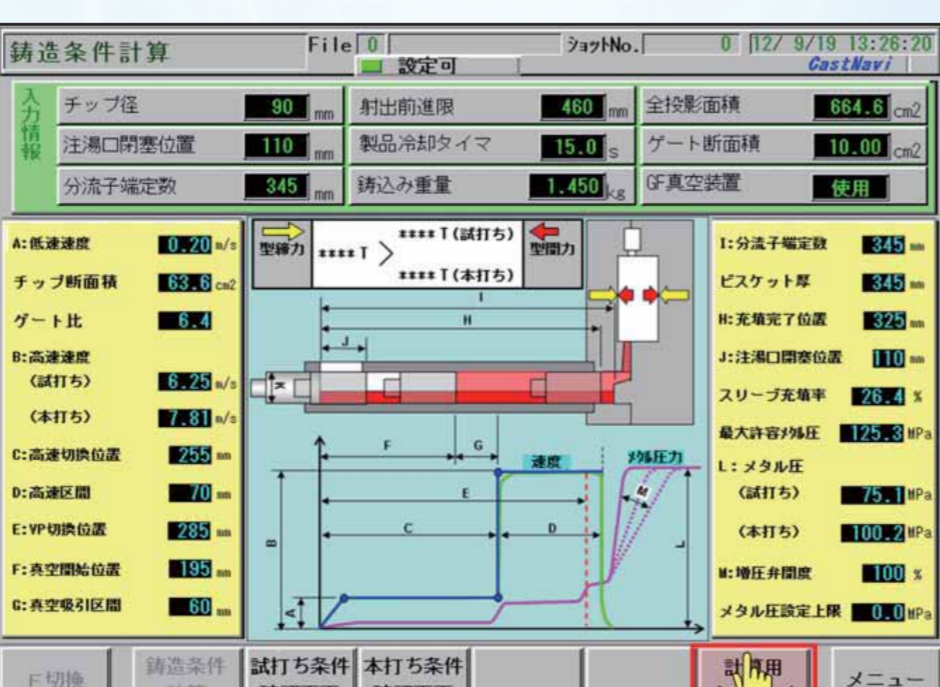 鋳造条件計算 File 0 ショットNo. 0 12/ 9/19 13:26:20
設定可 CastNavi
入力情報
チップ径 90 mm 射出前進限 460 mm 全投影面積 664.6 cm2
注湯口閉塞位置 110 mm 製品冷却タイマ 15.0 s ゲート断面積 10.00 cm2
分流子端定数 345 mm 鋳込み重量 1.450 kg GF真空装置 使用
A:低速速度 0.20 m/s
チップ断面積 63.6 cm2
ゲート比 6.4
B:高速速度
(試打ち) 6.25 m/s
(本打ち) 7.81 m/s
C:高速切換位置 255 mm
D:高速区間 70 mm
E:VP切換位置 285 mm
F:真空開始位置 195 mm
G:真空吸引区間 60 mm
型締力 ****T > ****T(試打ち) 型開力
****T(本打ち)
I
H
J
K
F G 速度 メタル圧力
M
E
C D
B L
A
I:分流子端定数 345 mm
ビスケット厚 345 mm
H:充填完了位置 325 mm
J:注湯口閉塞位置 110 mm
スリーブ充填率 26.4 %
最大許容メタル圧 125.3 MPa
L:メタル圧
(試打ち) 75.1 MPa
(本打ち) 100.2 MPa
M:増圧弁開度 100 %
メタル圧設定上限 0.0 MPa
F切換 鋳造条件 試打ち条件 本打ち条件 計算用 メニュー